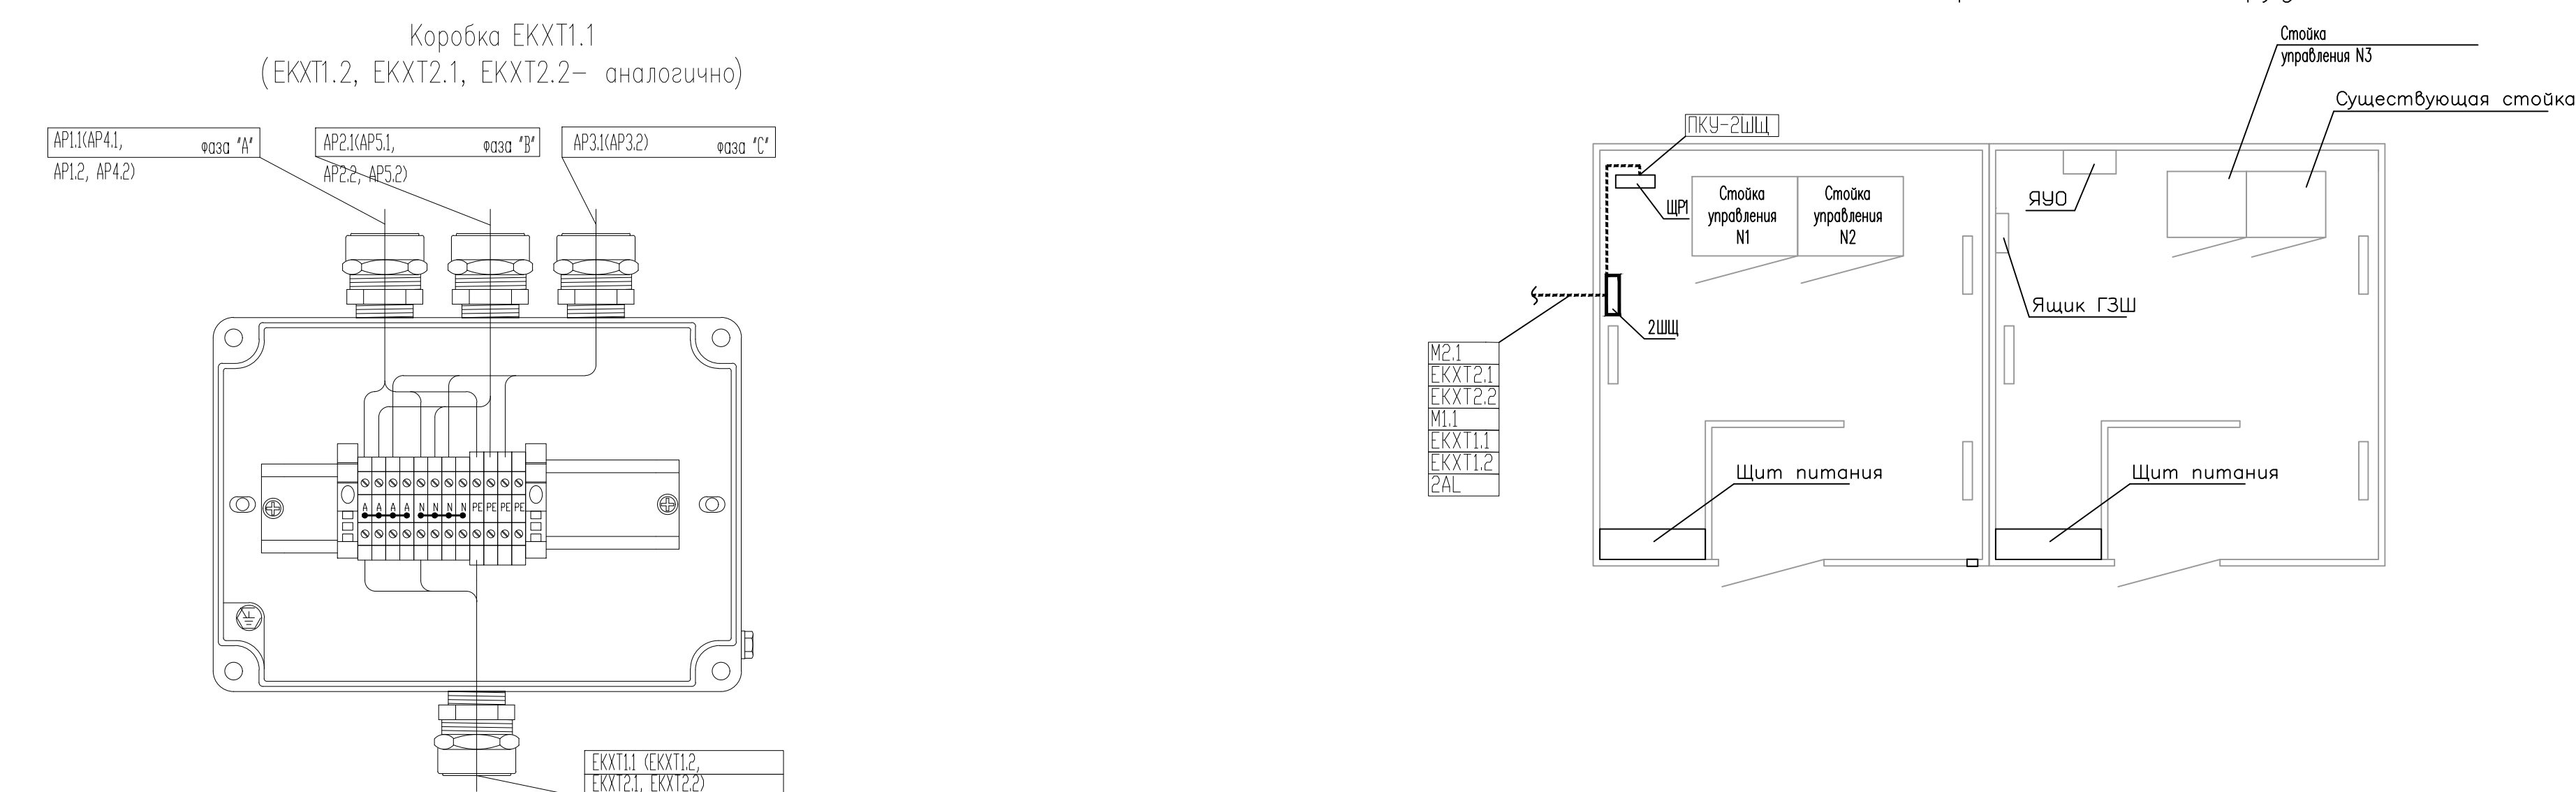 Коробка ЕКХТ1.1
(ЕКХТ1.2, ЕКХТ2.1, ЕКХТ2.2– аналогично)
АР1.1(АР4.1,
АР1.2, АР4.2)
фаза "А"
АР2.1(АР5.1,
АР2.2, АР5.2)
фаза "В"
АР3.1(АР3.2)
фаза "С"
A A A A N N N N PE PE PE PE
ЕКХТ1.1 (ЕКХТ1.2,
ЕКХТ2.1, ЕКХТ2.2)
Стойка
управления N3
Существующая стойка
ПКУ-2ШЩ
ЩР1
Стойка
управления
N1
Стойка
управления
N2
ЯУО
Ящик ГЗШ
2ШЩ
М2.1
ЕКХТ2.1
ЕКХТ2.2
М1.1
ЕКХТ1.1
ЕКХТ1.2
2AL
Щит питания
Щит питания